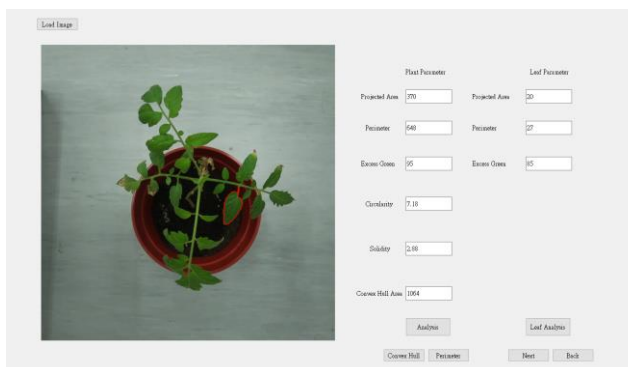 Load Image
Plant Parameter Leaf Parameter
Projected Area 370 Projected Area 20
Perimeter 648 Perimeter 27
Excess Green 95 Excess Green 85
Circularity 7.18
Solidity 2.88
Convex Hull Area 1064
Analysis Leaf Analysis
Convex Hull Perimeter Next Back